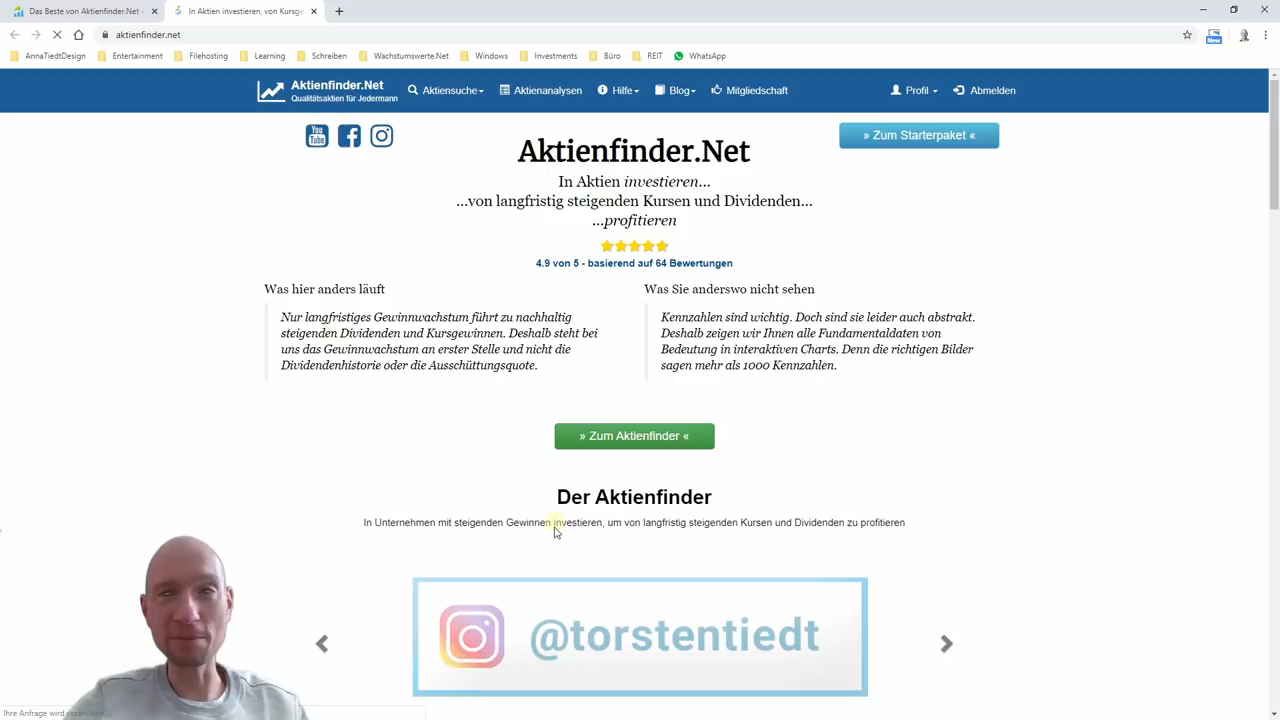 Das Beste von Aktienfinder.Net -
In Aktien investieren, von Kursge
aktienfinder.net
New
AnnaTiedtDesign
Entertainment
Filehosting
Learning
Schreiben
Wachstumswerte.Net
Windows
Investments
Büro
REIT
WhatsApp
Aktienfinder.Net
Qualitätsaktien für Jedermann
Aktiensuche
Aktienanalysen
Hilfe
Blog
Mitgliedschaft
Profil
Abmelden
You
Tube
» Zum Starterpaket «
Aktienfinder.Net
In Aktien investieren...
...von langfristig steigenden Kursen und Dividenden...
...profitieren
4.9 von 5 - basierend auf 64 Bewertungen
Was hier anders läuft
Nur langfristiges Gewinnwachstum führt zu nachhaltig
steigenden Dividenden und Kursgewinnen. Deshalb steht bei
uns das Gewinnwachstum an erster Stelle und nicht die
Dividendenhistorie oder die Ausschüttungsquote.
Was Sie anderswo nicht sehen
Kennzahlen sind wichtig. Doch sind sie leider auch abstrakt.
Deshalb zeigen wir Ihnen alle Fundamentaldaten von
Bedeutung in interaktiven Charts. Denn die richtigen Bilder
sagen mehr als 1000 Kennzahlen.
» Zum Aktienfinder «
Der Aktienfinder
In Unternehmen mit steigenden Gewinnen investieren, um von langfristig steigenden Kursen und Dividenden zu profitieren
@torstentiedt
Ihre Anfrage wird